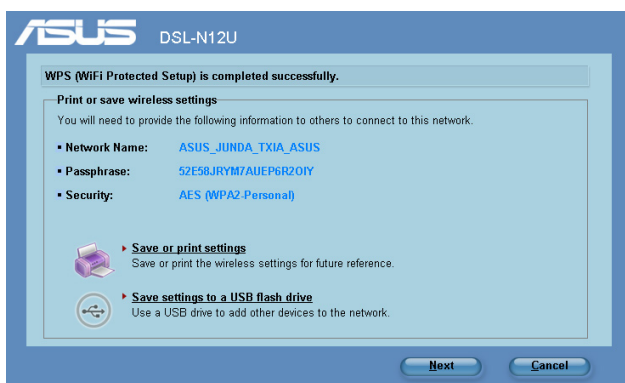 ASUS DSL-N12U
WPS (WiFi Protected Setup) is completed successfully.
Print or save wireless settings
You will need to provide the following information to others to connect to this network.
▪ Network Name: ASUS_JUNDA_TXIA_ASUS
▪ Passphrase: 52E58JRYM7AUEP6R2OIY
▪ Security: AES (WPA2-Personal)
Save or print settings
Save or print the wireless settings for future reference.
Save settings to a USB flash drive
Use a USB drive to add other devices to the network.
Next Cancel